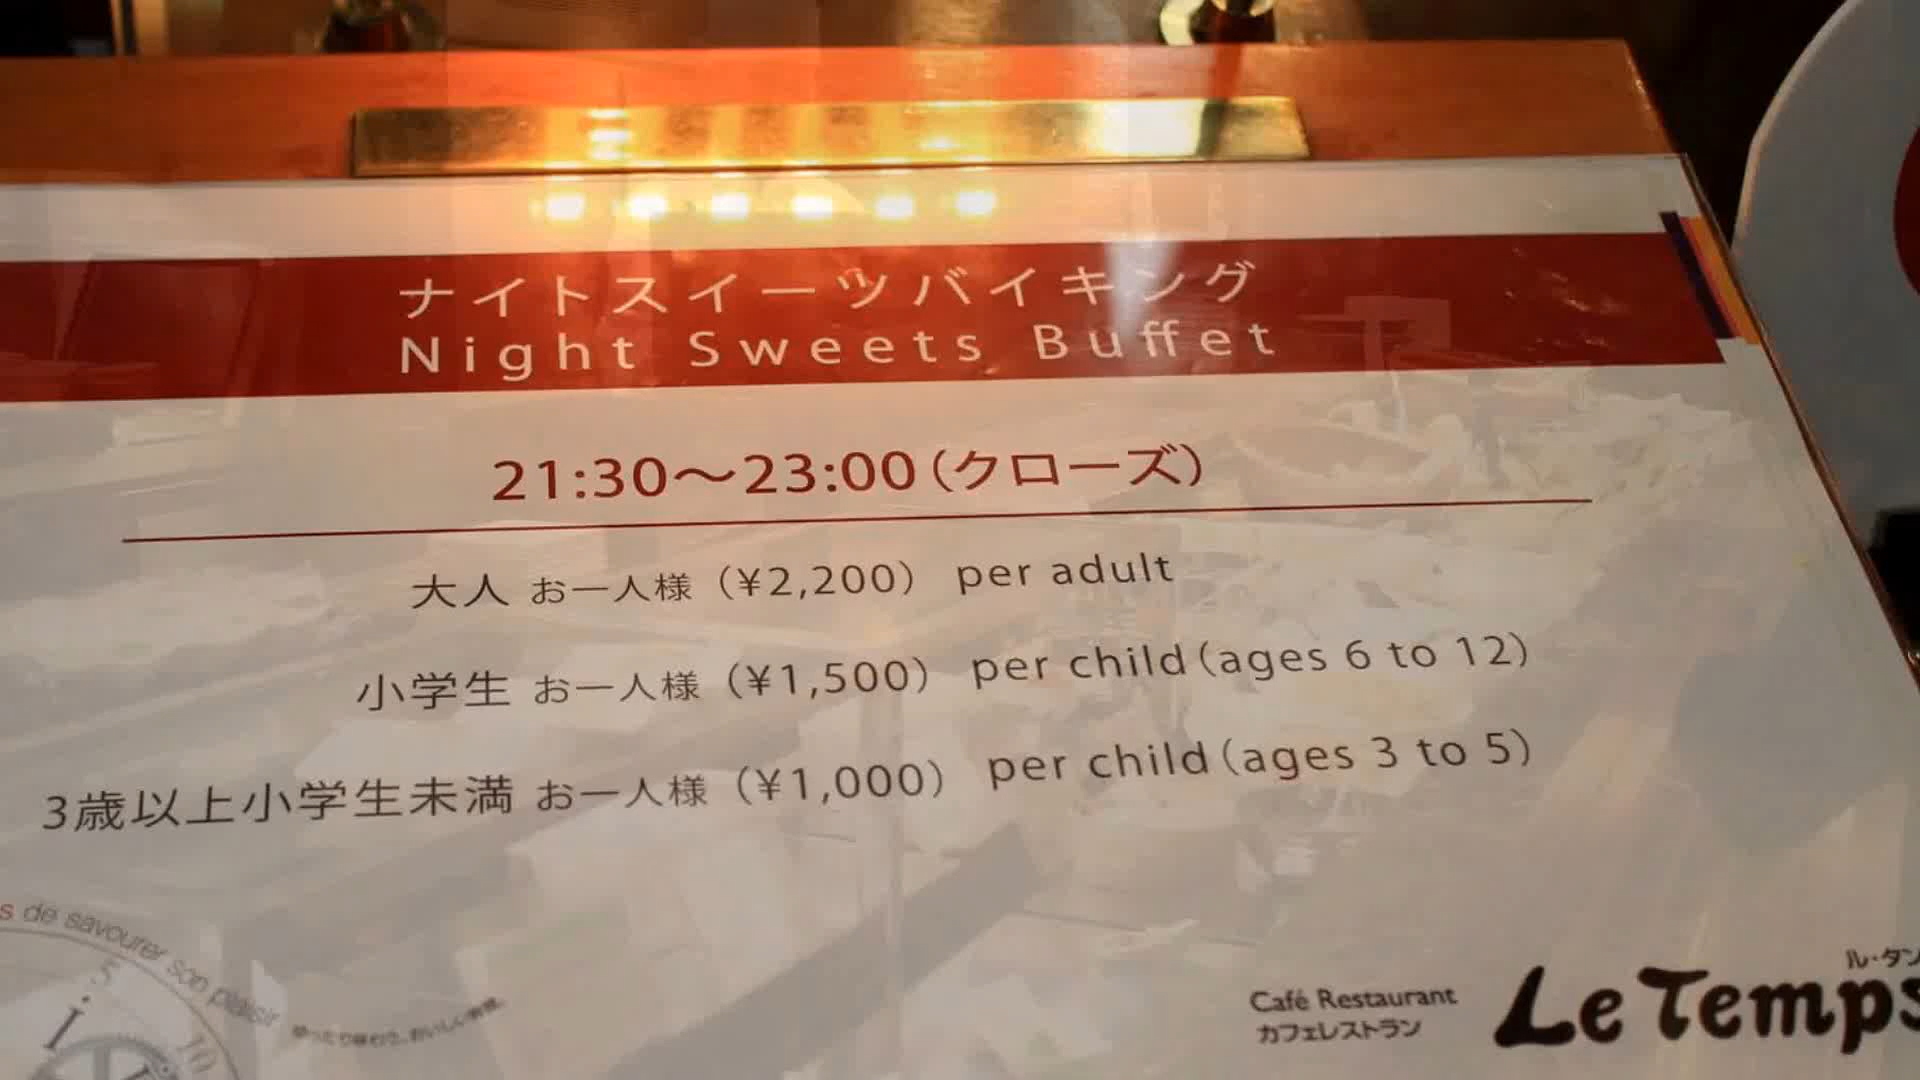 ナイトスイーツバイキング
Night Sweets Buffet
21:30～23:00（クローズ）
大人 お一人様（¥2,200） per adult
小学生 お一人様（¥1,500） per child（ages 6 to 12）
3歳以上小学生未満 お一人様（¥1,000） per child（ages 3 to 5）
de savourer son plaisir
5
10
Café Restaurant
カフェレストラン
ル・タン
Le Temps